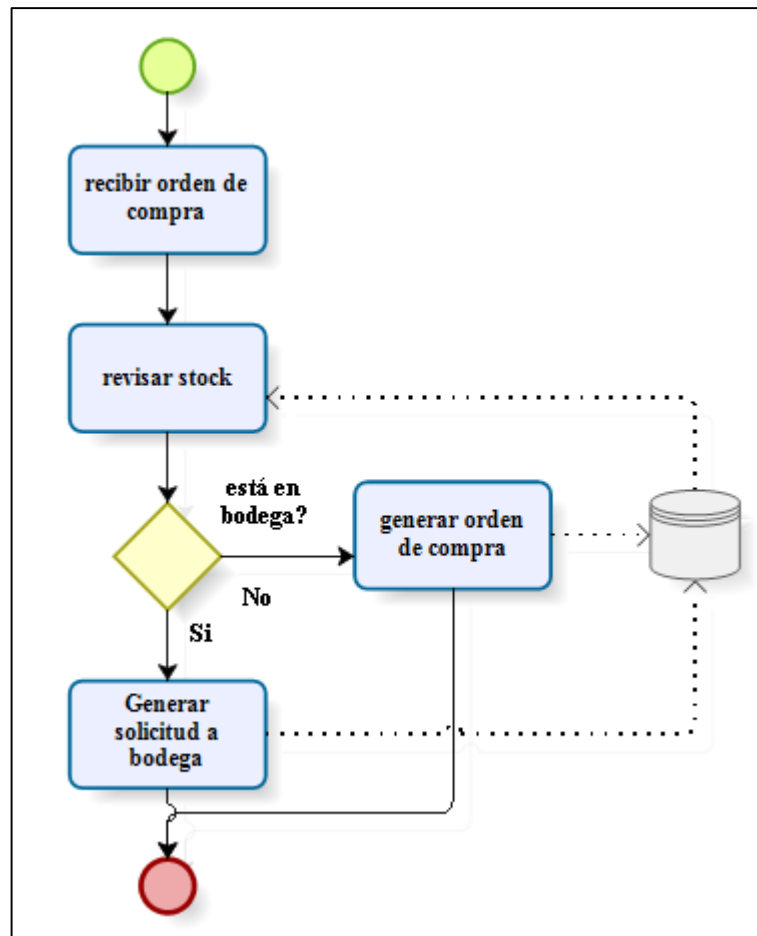 recibir orden de
compra
revisar stock
está en
bodega?
generar orden
de compra
No
Si
Generar
solicitud a
bodega